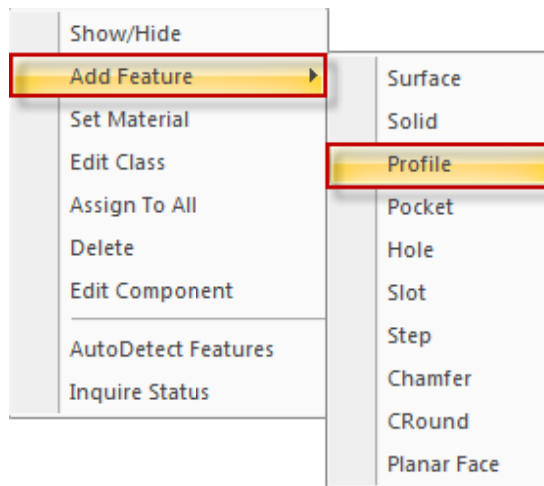 Show/Hide
Add Feature
Set Material
Edit Class
Assign To All
Delete
Edit Component
AutoDetect Features
Inquire Status
Surface
Solid
Profile
Pocket
Hole
Slot
Step
Chamfer
CRound
Planar Face